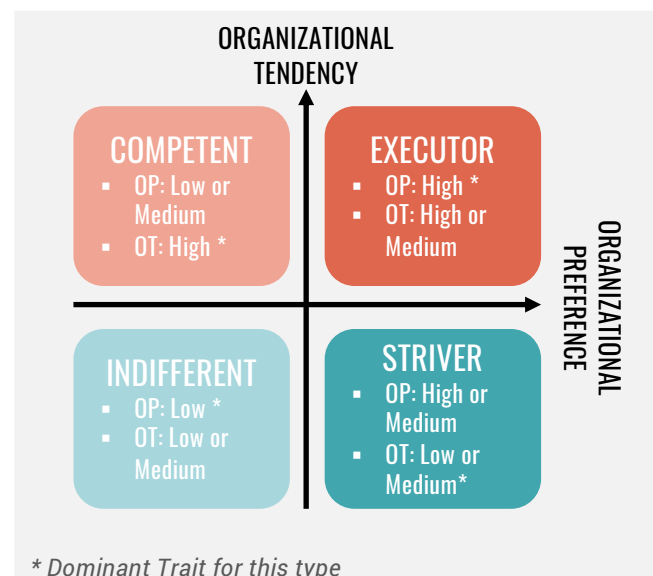 ORGANIZATIONAL
TENDENCY
COMPETENT
▪ OP: Low or
Medium
▪ OT: High *
EXECUTOR
▪ OP: High *
▪ OT: High or
Medium
ORGANIZATIONAL
PREFERENCE
INDIFFERENT
▪ OP: Low *
▪ OT: Low or
Medium
STRIVER
▪ OP: High or
Medium
▪ OT: Low or
Medium*
* Dominant Trait for this type